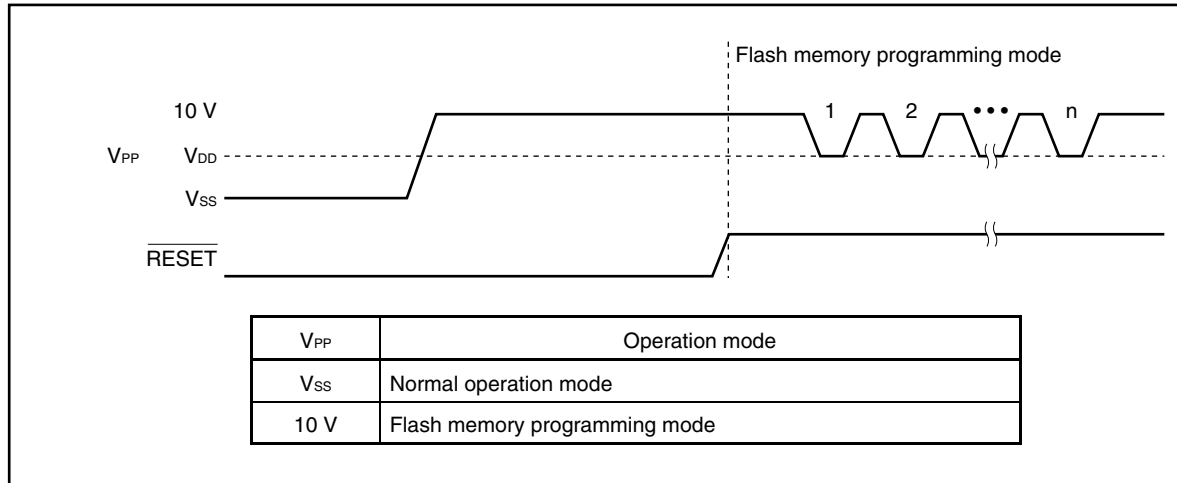 Flash memory programming mode
10 V
1 2 ••• n
VPP VDD
VSS
RESET
VPP Operation mode
VSS Normal operation mode
10 V Flash memory programming mode